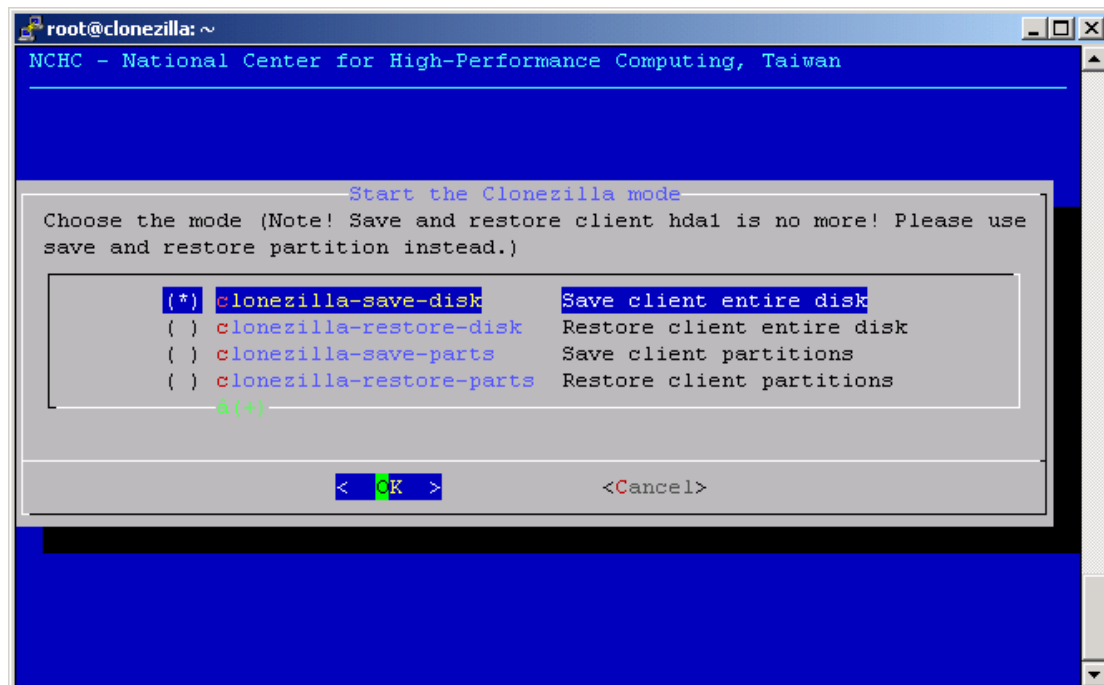 root@clonezilla: ~
NCHC - National Center for High-Performance Computing, Taiwan
Start the Clonezilla mode
Choose the mode (Note! Save and restore client hda1 is no more! Please use
save and restore partition instead.)
(*) clonezilla-save-disk Save client entire disk
( ) clonezilla-restore-disk Restore client entire disk
( ) clonezilla-save-parts Save client partitions
( ) clonezilla-restore-parts Restore client partitions
(+)
< OK > <Cancel>